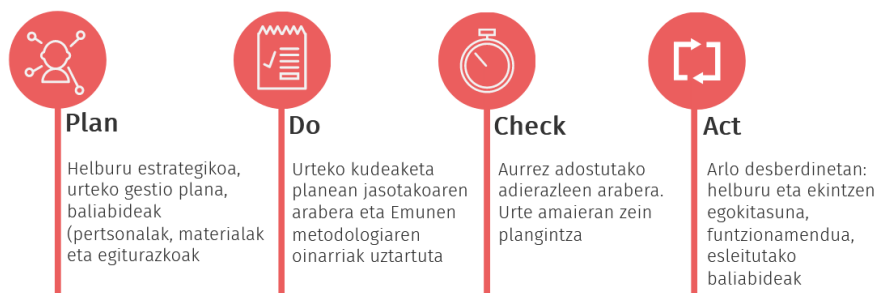 Plan
Helburu estrategikoa,
urteko gestio plana,
baliabideak
(pertsonalak, materialak
eta egiturazkoak
Do
Urteko kudeaketa
planean jasotakoaren
arabera eta Emunen
metodologiaren
oinarriak uztartuta
Check
Aurrez adostutako
adierazleen arabera.
Urte amaieran zein
plangintza
Act
Arlo desberdinetan:
helburu eta ekintzen
egokitasuna,
funtzionamendua,
esleitutako
baliabideak